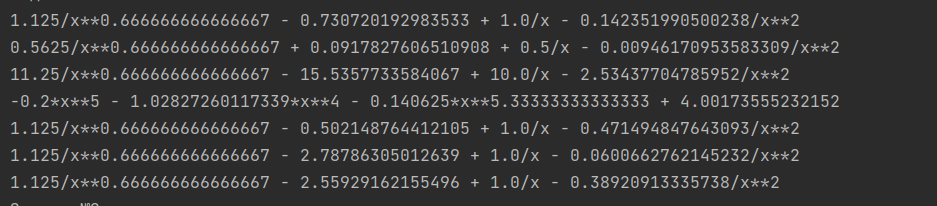 1.125/x**0.666666666666667 - 0.730720192983533 + 1.0/x - 0.142351990500238/x**2
0.5625/x**0.666666666666667 + 0.0917827606510908 + 0.5/x - 0.00946170953583309/x**2
11.25/x**0.666666666666667 - 15.5357733584067 + 10.0/x - 2.53437704785952/x**2
-0.2*x**5 - 1.02827260117339*x**4 - 0.140625*x**5.33333333333333 + 4.00173555232152
1.125/x**0.666666666666667 - 0.502148764412105 + 1.0/x - 0.471494847643093/x**2
1.125/x**0.666666666666667 - 2.78786305012639 + 1.0/x - 0.0600662762145232/x**2
1.125/x**0.666666666666667 - 2.55929162155496 + 1.0/x - 0.38920913335738/x**2